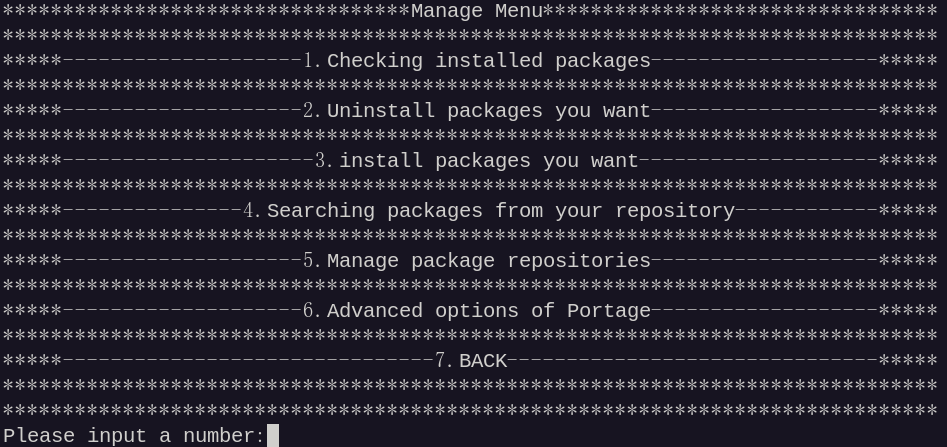 **********************************Manage Menu*********************************
******************************************************************************
*****--------------------1.Checking installed packages-------------------*****
******************************************************************************
*****--------------------2.Uninstall packages you want-------------------*****
******************************************************************************
*****---------------------3.install packages you want--------------------*****
******************************************************************************
*****---------------4.Searching packages from your repository------------*****
******************************************************************************
*****--------------------5.Manage package repositories-------------------*****
******************************************************************************
*****--------------------6.Advanced options of Portage-------------------*****
******************************************************************************
*****-------------------------------7.BACK-------------------------------*****
******************************************************************************
******************************************************************************
Please input a number: